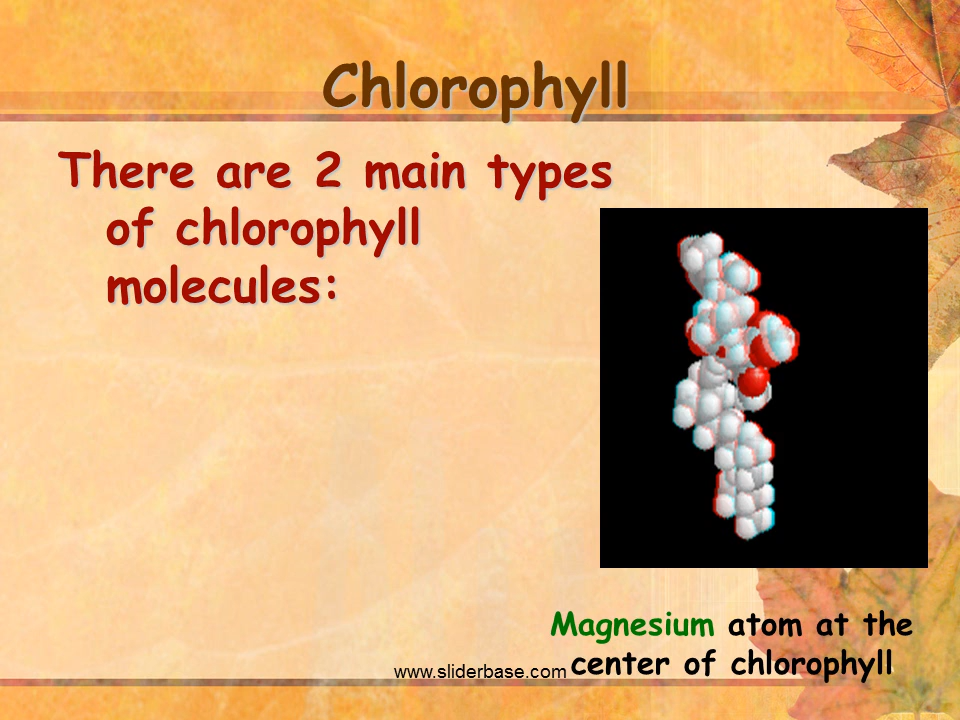 Chlorophyll
There are 2 main types
of chlorophyll
molecules:
Magnesium atom at the
center of chlorophyll
www.sliderbase.com